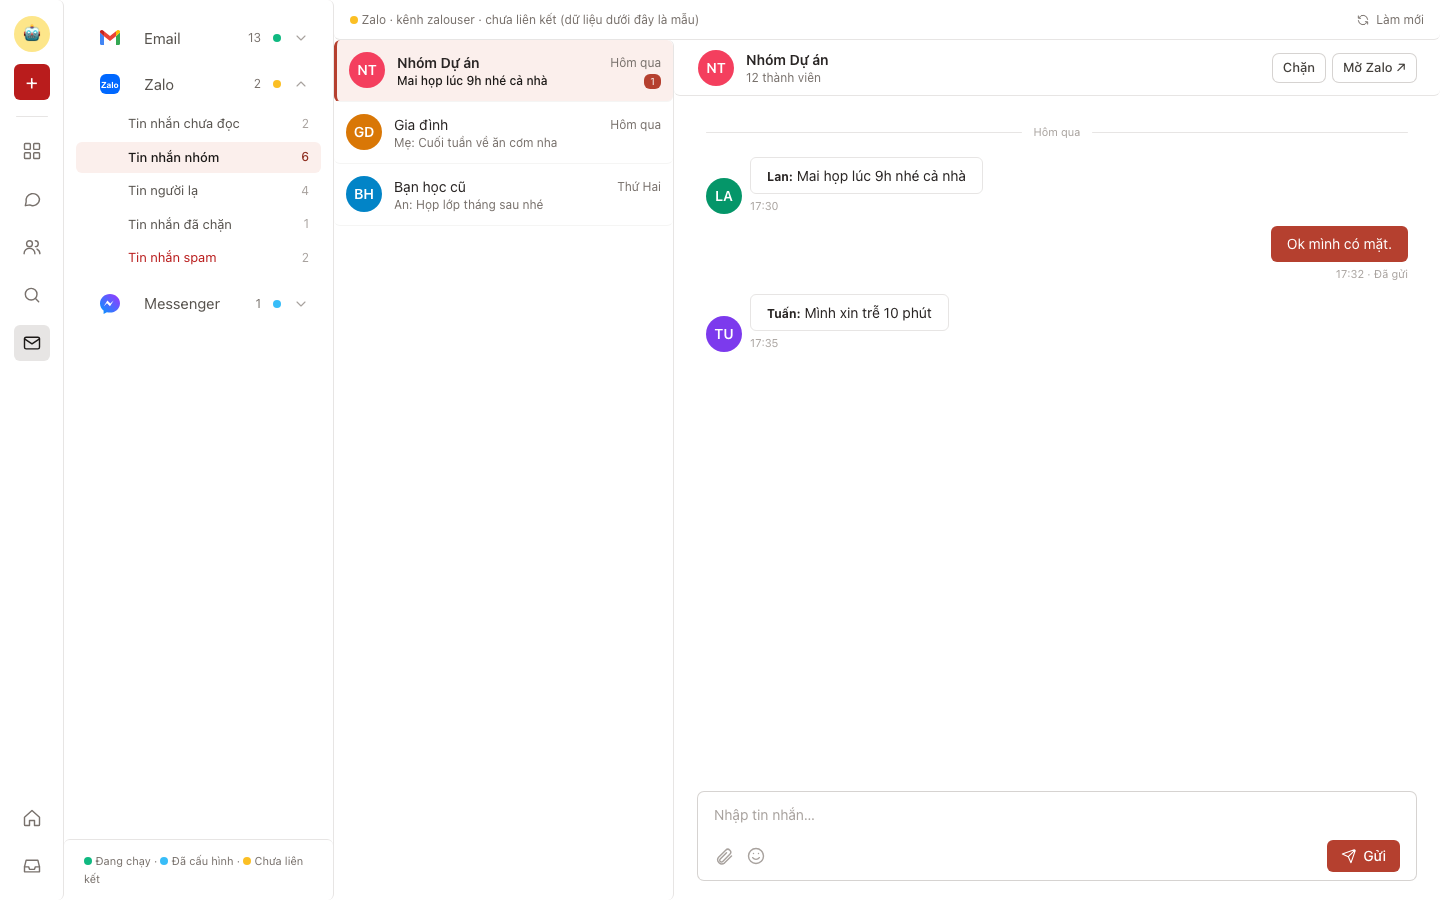 Email 13
Zalo Zalo 2
Tin nhắn chưa đọc 2
Tin nhắn nhóm 6
Tin người lạ 4
Tin nhắn đã chặn 1
Tin nhắn spam 2
Messenger 1
Đang chạy · Đã cấu hình · Chưa liên
kết
Zalo · kênh zalouser · chưa liên kết (dữ liệu dưới đây là mẫu)
Làm mới
NT Nhóm Dự án Hôm qua
Mai họp lúc 9h nhé cả nhà 1
GD Gia đình Hôm qua
Mẹ: Cuối tuần về ăn cơm nha
BH Bạn học cũ Thứ Hai
An: Họp lớp tháng sau nhé
NT Nhóm Dự án
12 thành viên
Chặn
Mở Zalo ↗
Hôm qua
LA Lan: Mai họp lúc 9h nhé cả nhà
17:30
Ok mình có mặt.
17:32 · Đã gửi
TU Tuấn: Mình xin trễ 10 phút
17:35
Nhập tin nhắn...
Gửi